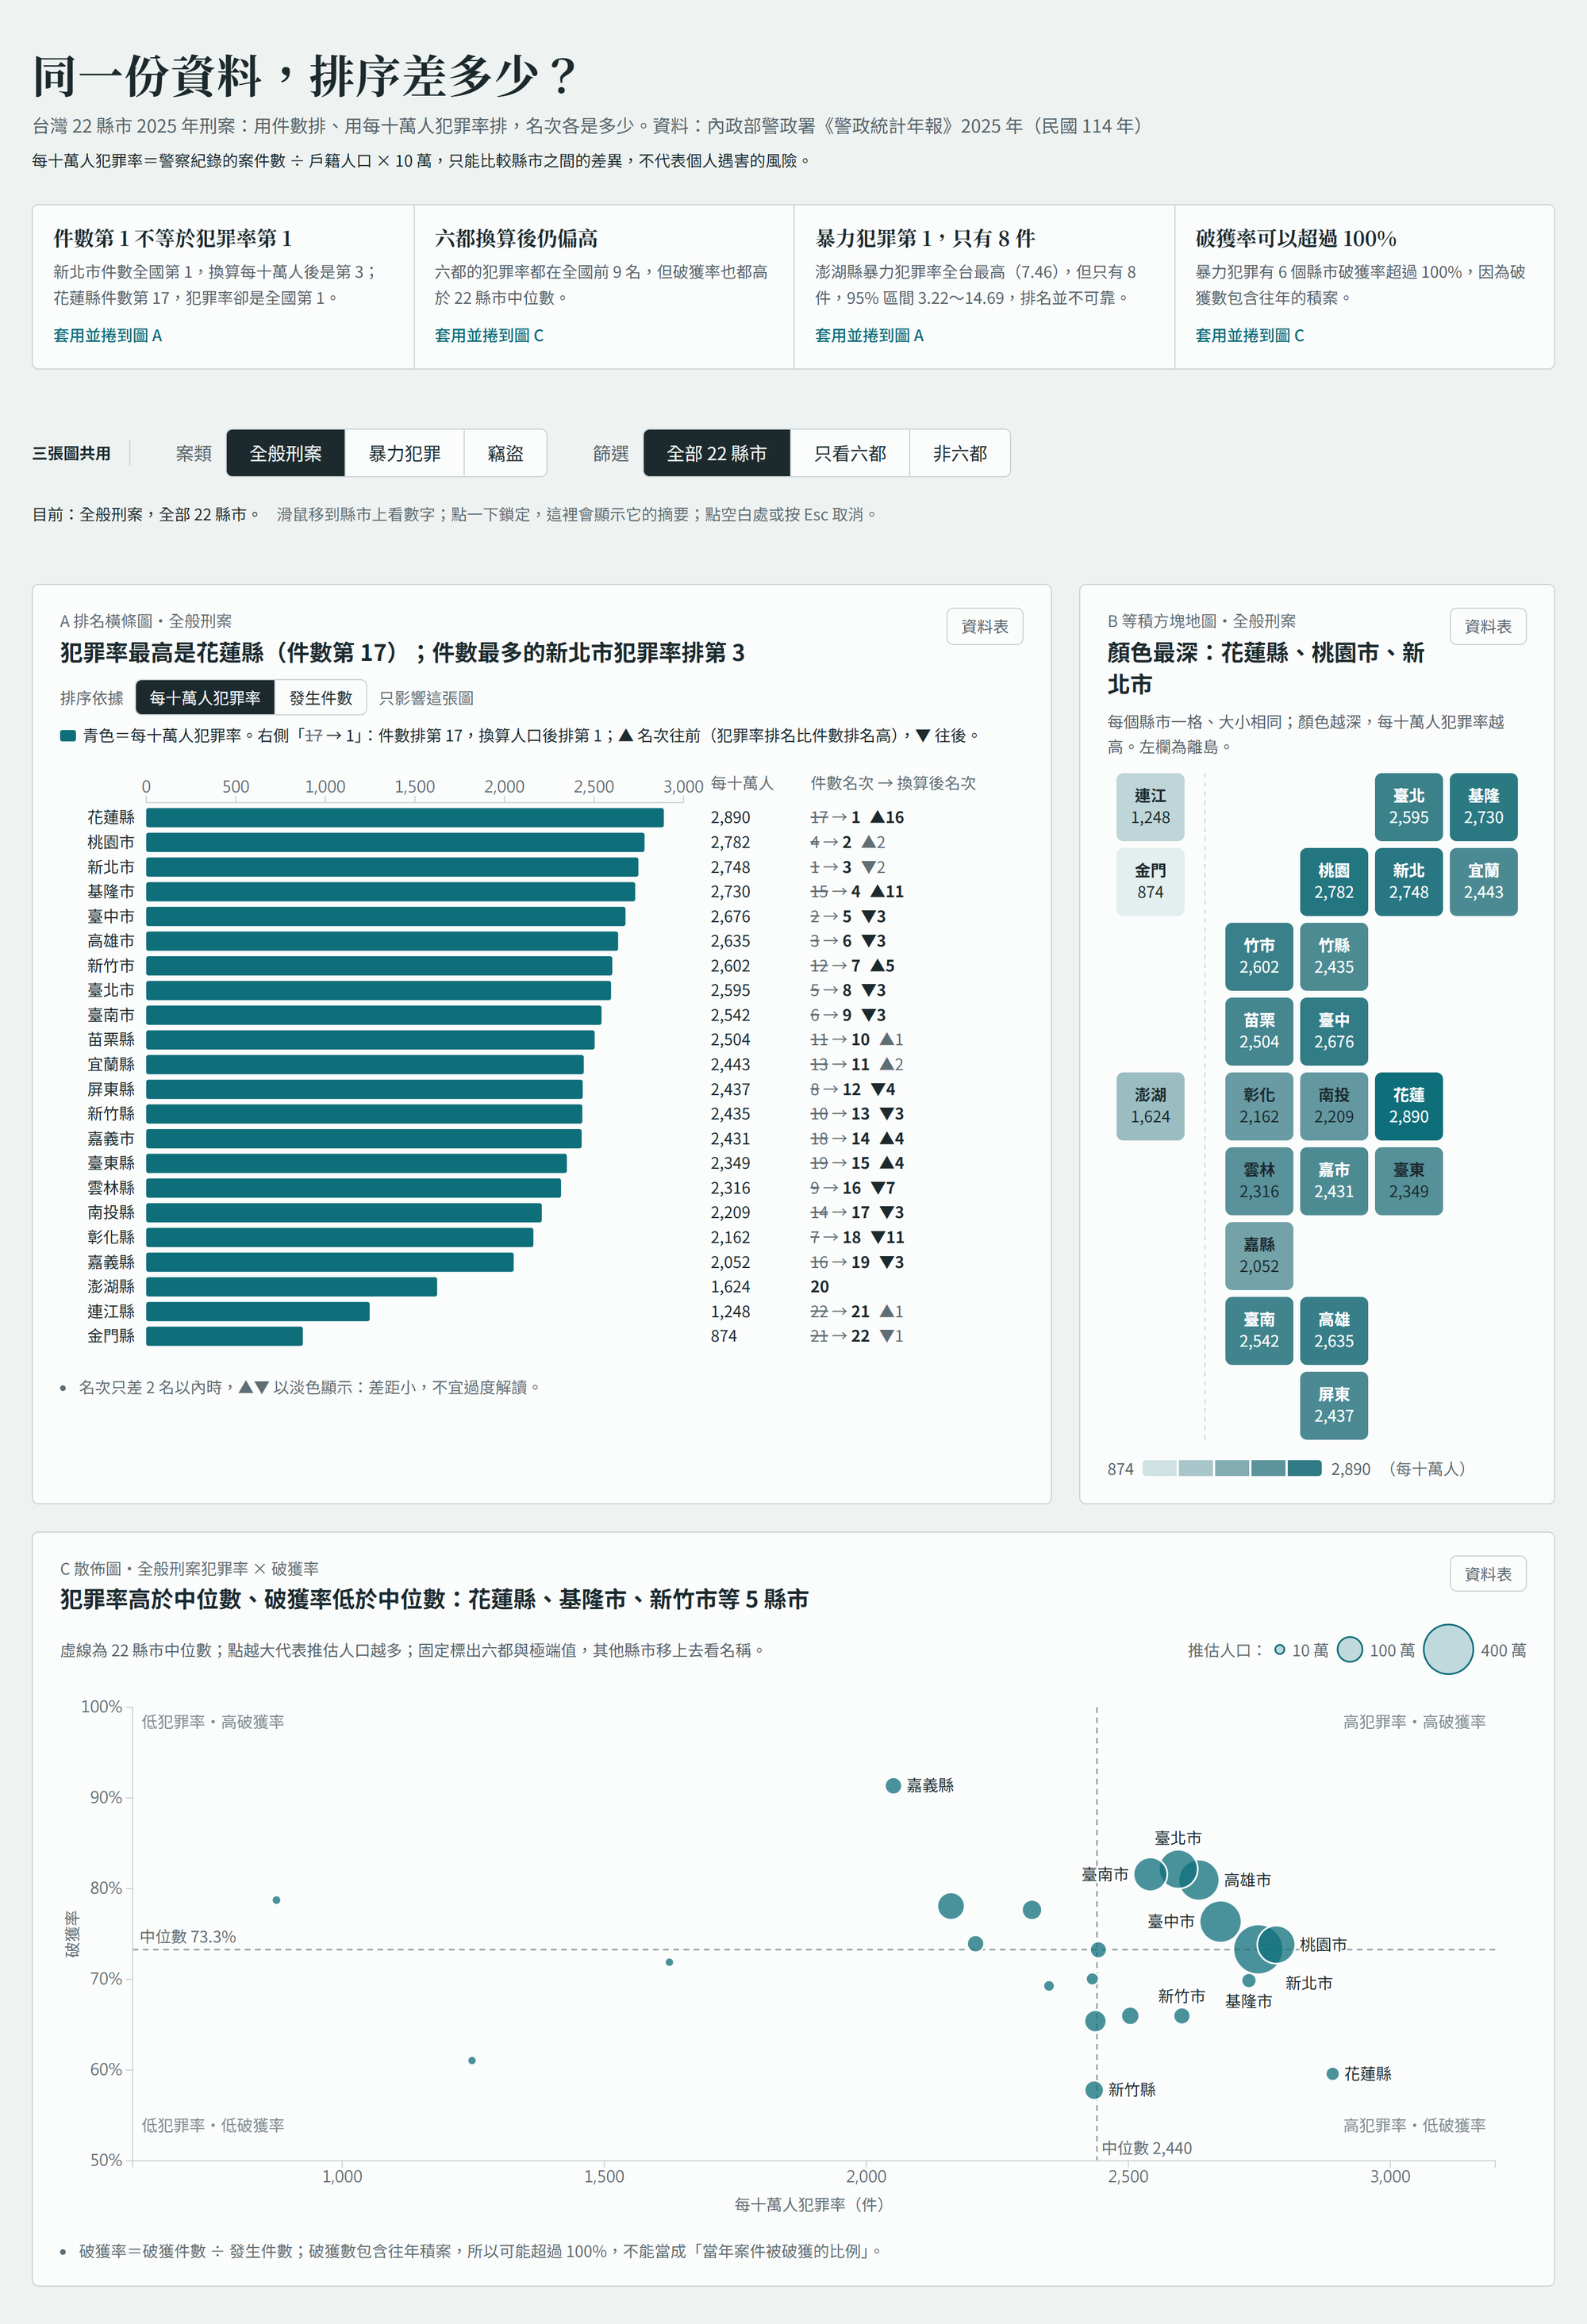 同一份資料，排序差多少？
台灣 22 縣市 2025 年刑案：用件數排、用每十萬人犯罪率排，名次各是多少。資料：內政部警政署《警政統計年報》2025 年（民國 114 年）
每十萬人犯罪率＝警察紀錄的案件數 ÷ 戶籍人口 × 10 萬，只能比較縣市之間的差異，不代表個人遇害的風險。
件數第 1 不等於犯罪率第 1
新北市件數全國第 1，換算每十萬人後是第 3；
花蓮縣件數第 17，犯罪率卻是全國第 1。
套用並捲到圖 A
六都換算後仍偏高
六都的犯罪率都在全國前 9 名，但破獲率也都高
於 22 縣市中位數。
套用並捲到圖 C
暴力犯罪第 1，只有 8 件
澎湖縣暴力犯罪率全台最高（7.46），但只有 8
件，95% 區間 3.22～14.69，排名並不可靠。
套用並捲到圖 A
破獲率可以超過 100%
暴力犯罪有 6 個縣市破獲率超過 100%，因為破
獲數包含往年的積案。
套用並捲到圖 C
三張圖共用 案類 全般刑案 暴力犯罪 竊盜 篩選 全部 22 縣市 只看六都 非六都
目前：全般刑案，全部 22 縣市。 滑鼠移到縣市上看數字；點一下鎖定，這裡會顯示它的摘要；點空白處或按 Esc 取消。
A 排名橫條圖・全般刑案
資料表
犯罪率最高是花蓮縣（件數第 17）；件數最多的新北市犯罪率排第 3
排序依據 每十萬人犯罪率 發生件數 只影響這張圖
青色＝每十萬人犯罪率。右側「17 → 1」：件數排第 17，換算人口後排第 1；▲ 名次往前（犯罪率排名比件數排名高），▼ 往後。
0 500 1,000 1,500 2,000 2,500 3,000 每十萬人 件數名次 → 換算後名次
花蓮縣 2,890 17 → 1 ▲16
桃園市 2,782 4 → 2 ▲2
新北市 2,748 1 → 3 ▼2
基隆市 2,730 15 → 4 ▲11
臺中市 2,676 2 → 5 ▼3
高雄市 2,635 3 → 6 ▼3
新竹市 2,602 12 → 7 ▲5
臺北市 2,595 5 → 8 ▼3
臺南市 2,542 6 → 9 ▼3
苗栗縣 2,504 11 → 10 ▲1
宜蘭縣 2,443 13 → 11 ▲2
屏東縣 2,437 8 → 12 ▼4
新竹縣 2,435 10 → 13 ▼3
嘉義市 2,431 18 → 14 ▲4
臺東縣 2,349 19 → 15 ▲4
雲林縣 2,316 9 → 16 ▼7
南投縣 2,209 14 → 17 ▼3
彰化縣 2,162 7 → 18 ▼11
嘉義縣 2,052 16 → 19 ▼3
澎湖縣 1,624 20
連江縣 1,248 22 → 21 ▲1
金門縣 874 21 → 22 ▼1
• 名次只差 2 名以內時，▲▼ 以淡色顯示：差距小，不宜過度解讀。
B 等積方塊地圖・全般刑案
資料表
顏色最深：花蓮縣、桃園市、新
北市
每個縣市一格、大小相同；顏色越深，每十萬人犯罪率越
高。左欄為離島。
連江 臺北 基隆
1,248 2,595 2,730
金門 桃園 新北 宜蘭
874 2,782 2,748 2,443
竹市 竹縣
2,602 2,435
苗栗 臺中
2,504 2,676
澎湖 彰化 南投 花蓮
1,624 2,162 2,209 2,890
雲林 嘉市 臺東
2,316 2,431 2,349
嘉縣
2,052
臺南 高雄
2,542 2,635
屏東
2,437
874 2,890 （每十萬人）
C 散佈圖・全般刑案犯罪率 × 破獲率
資料表
犯罪率高於中位數、破獲率低於中位數：花蓮縣、基隆市、新竹市等 5 縣市
虛線為 22 縣市中位數；點越大代表推估人口越多；固定標出六都與極端值，其他縣市移上去看名稱。
推估人口： 10 萬 100 萬 400 萬
100%
低犯罪率・高破獲率 高犯罪率・高破獲率
嘉義縣
90%
臺北市
臺南市 高雄市
80%
臺中市
破獲率
中位數 73.3%
桃園市
70%
新北市
新竹市 基隆市
60%
花蓮縣
新竹縣
低犯罪率・低破獲率 高犯罪率・低破獲率
中位數 2,440
50%
1,000 1,500 2,000 2,500 3,000
每十萬人犯罪率（件）
• 破獲率＝破獲件數 ÷ 發生件數；破獲數包含往年積案，所以可能超過 100%，不能當成「當年案件被破獲的比例」。